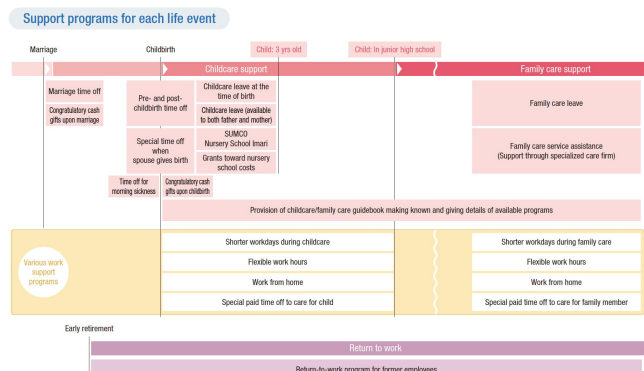 Support programs for each life event
Marriage
Childbirth
Child: 3 yrs old
Child: In junior high school
Childcare support
Family care support
Marriage time off
Congratulatory cash
gifts upon marriage
Pre- and post-
childbirth time off
Special time off
when
spouse gives birth
Childcare leave at the
time of birth
Childcare leave (available
to both father and mother)
SUMCO
Nursery School Imari
Grants toward nursery
school costs
Family care leave
Family care service assistance
(Support through specialized care firm)
Time off for
morning sickness
Congratulatory cash
gifts upon childbirth
Provision of childcare/family care guidebook making known and giving details of available programs
Various work
support
programs
Shorter workdays during childcare
Flexible work hours
Work from home
Special paid time off to care for child
Shorter workdays during family care
Flexible work hours
Work from home
Special paid time off to care for family member
Early retirement
Return to work
Return-to-work program for former employees